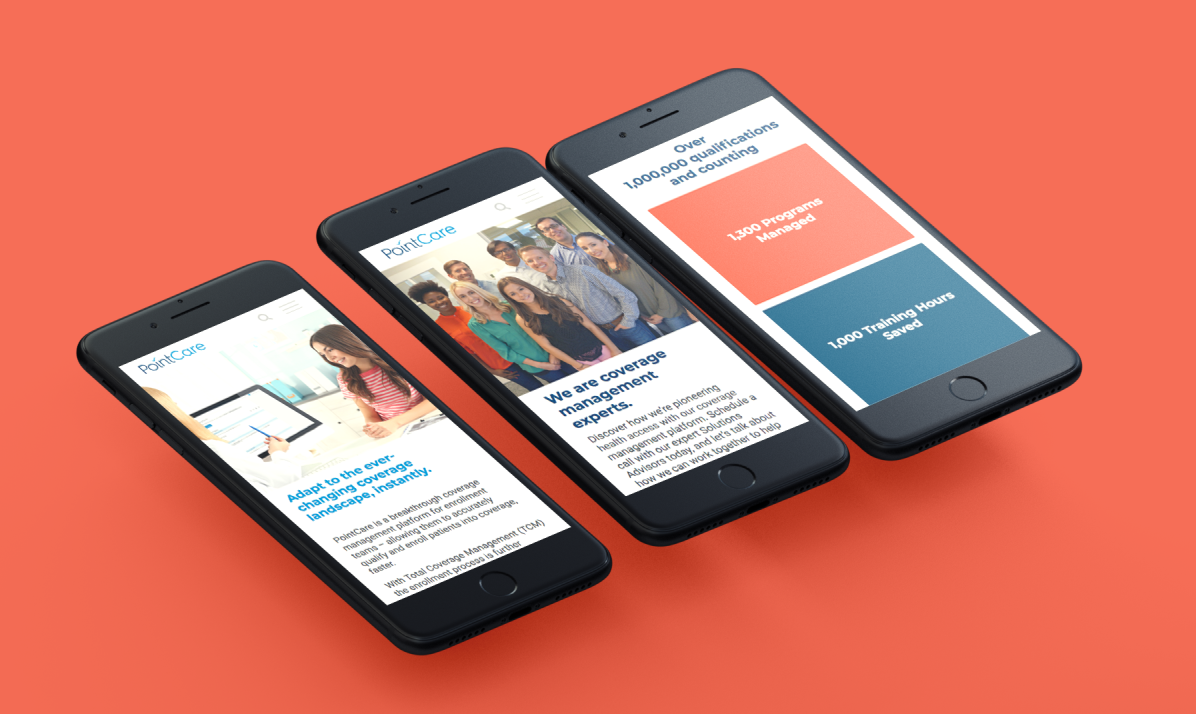 PointCare
Adapt to the ever-
changing coverage
landscape, instantly.
PointCare is a breakthrough coverage
management platform for enrollment
teams – allowing them to accurately
qualify and enroll patients into coverage,
faster.
With Total Coverage Management (TCM)
the enrollment process is further
PointCare
We are coverage
management
experts.
Discover how we're pioneering
health access with our coverage
management platform. Schedule a
call with our expert Solutions
Advisors today, and let's talk about
how we can work together to help
Over
1,000,000 qualifications
and counting
1,300 Programs
Managed
1,000 Training Hours
Saved